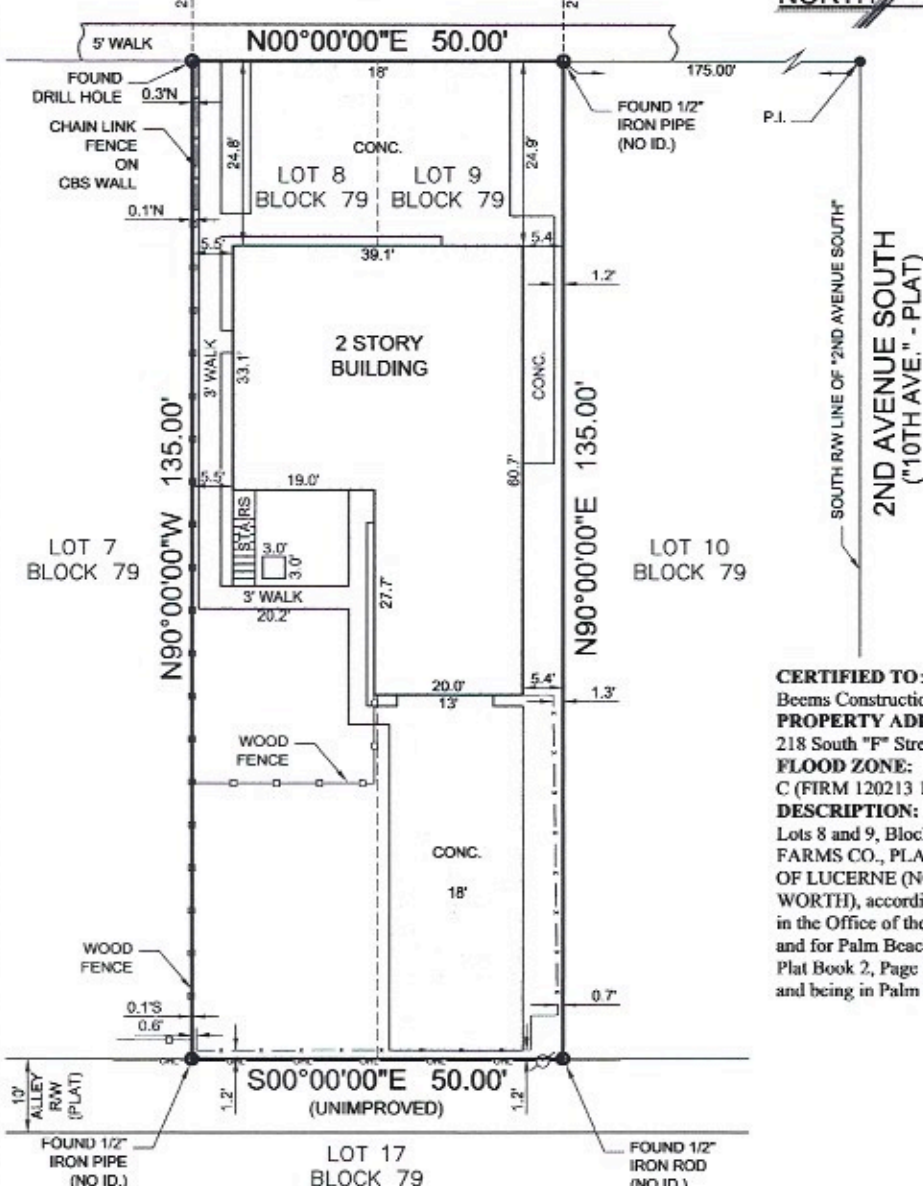 NORTH
5' WALK
N00°00'00"E 50.00'
FOUND
DRILL HOLE
0.3'N
18'
175.00'
P.I.
FOUND 1/2"
IRON PIPE
(NO ID.)
CHAIN LINK
FENCE
ON
CBS WALL
24.8'
CONC.
24.9'
LOT 8
BLOCK 79
LOT 9
BLOCK 79
0.1'N
5.5'
39.1'
5.4
1.2'
2 STORY
BUILDING
3' WALK
33.1'
CONC.
N90°00'00"W 135.00'
N90°00'00"E 135.00'
SOUTH R/W LINE OF "2ND AVENUE SOUTH"
2ND AVENUE SOUTH
("10TH AVE." - PLAT)
5.5'
19.0'
60.7'
STAIRS
3.0'
3.0'
LOT 7
BLOCK 79
LOT 10
BLOCK 79
3' WALK
20.2'
27.7'
20.0'
13'
5.4'
1.3'
WOOD
FENCE
CONC.
18'
WOOD
FENCE
0.1'S
0.6'
0.7'
CERTIFIED TO:
Beems Constructio
PROPERTY ADD
218 South "F" Stre
FLOOD ZONE:
C (FIRM 120213
DESCRIPTION:
Lots 8 and 9, Bloc
FARMS CO., PLA
OF LUCERNE (N
WORTH), accordi
in the Office of the
and for Palm Beac
Plat Book 2, Page
and being in Palm
10'
ALLEY
R/W
(PLAT)
1.2'
S00°00'00"E 50.00'
(UNIMPROVED)
1.2'
FOUND 1/2"
IRON PIPE
(NO ID.)
LOT 17
BLOCK 79
FOUND 1/2"
IRON ROD
(NO ID.)